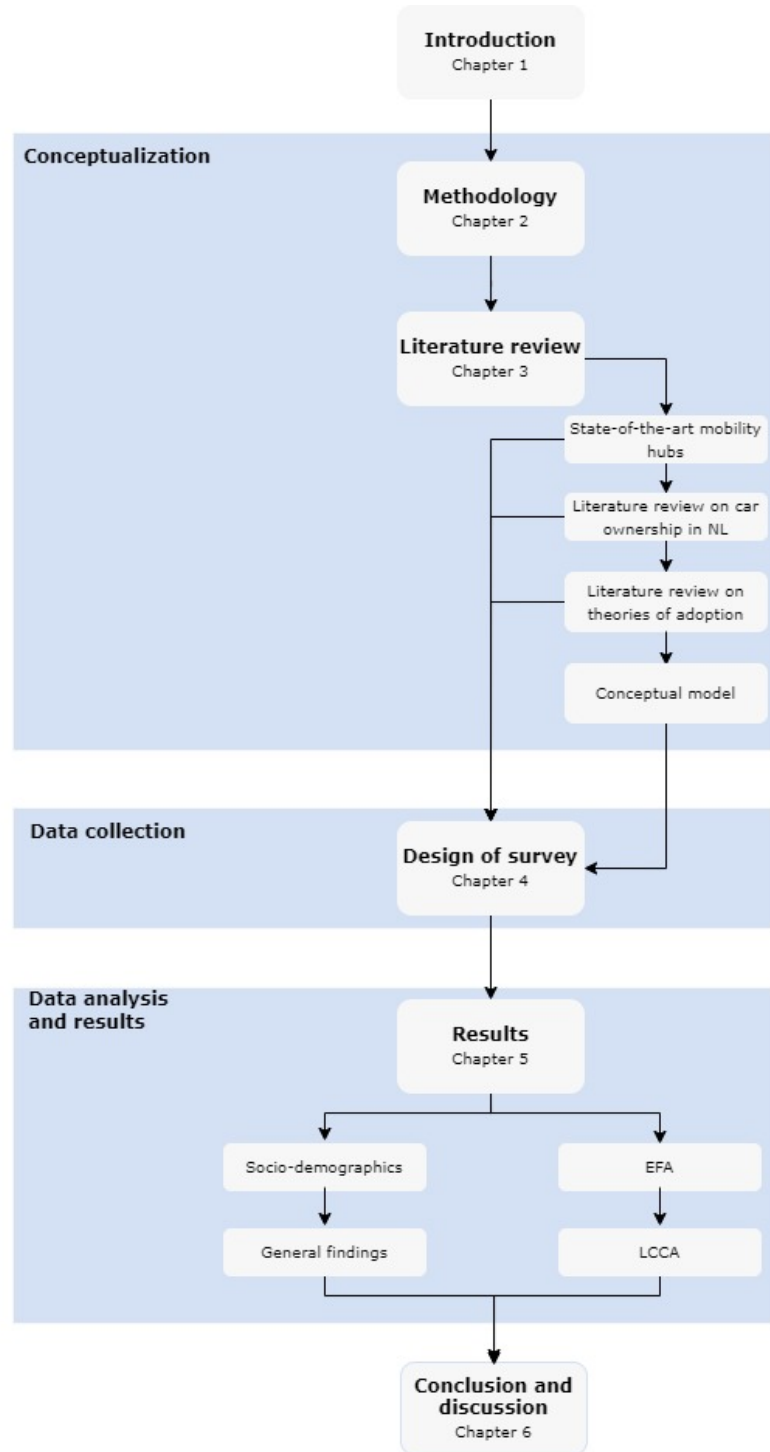 Introduction
Chapter 1
Conceptualization
Methodology
Chapter 2
Literature review
Chapter 3
State-of-the-art mobility
hubs
Literature review on car
ownership in NL
Literature review on
theories of adoption
Conceptual model
Data collection
Design of survey
Chapter 4
Data analysis
and results
Results
Chapter 5
Socio-demographics
EFA
General findings
LCCA
Conclusion and
discussion
Chapter 6